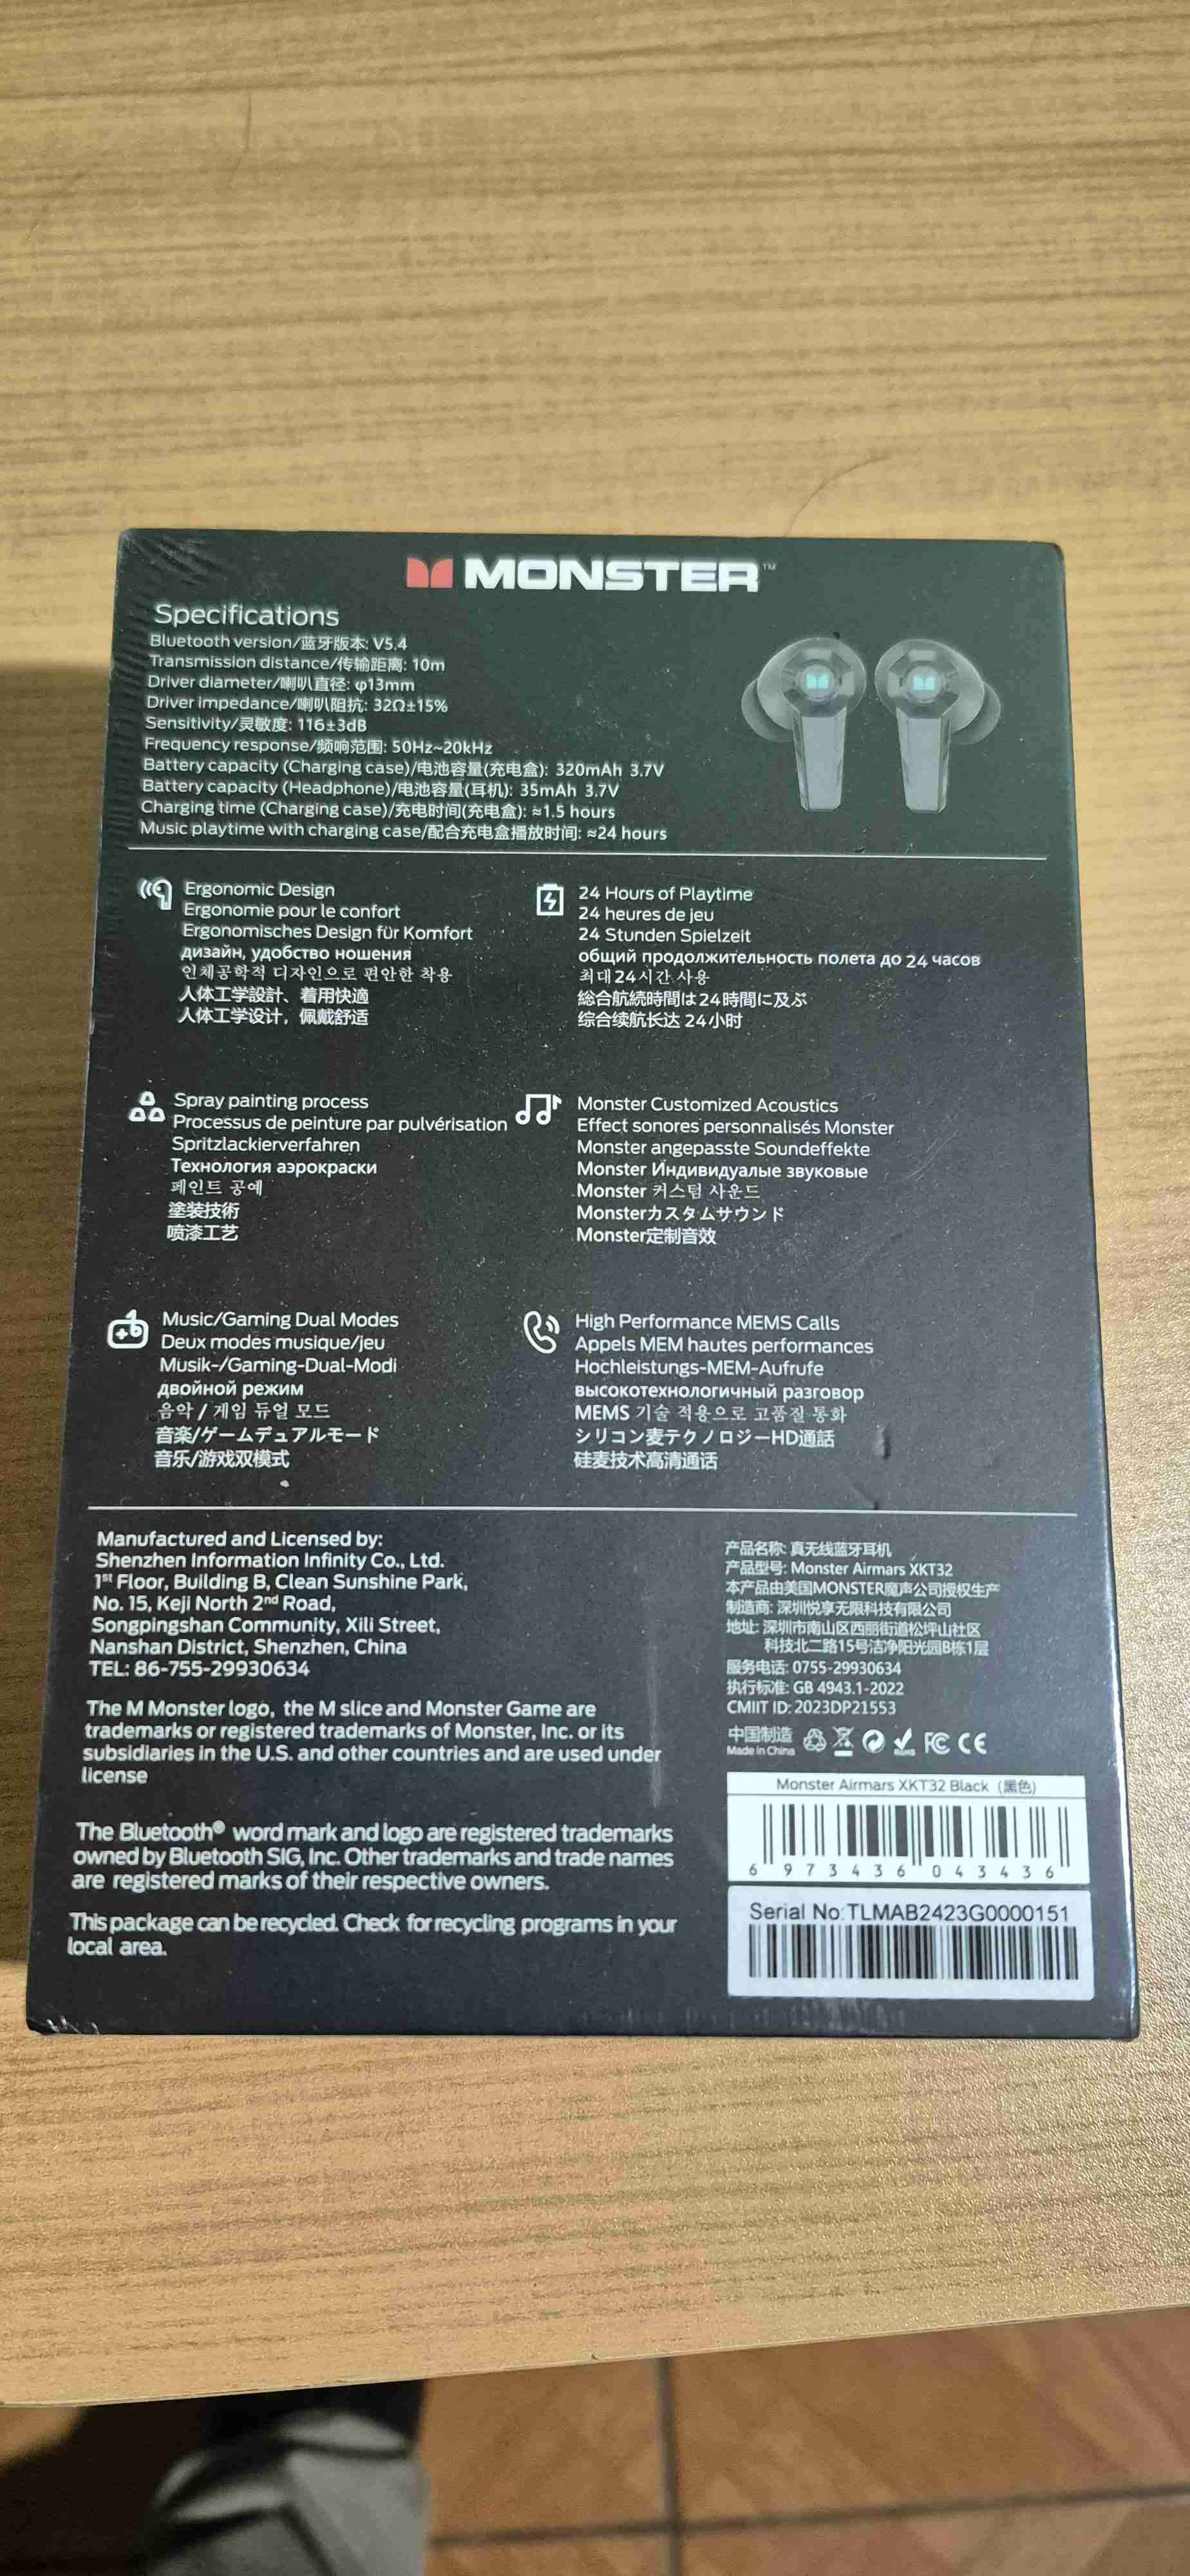 MONSTER™
Specifications
Bluetooth version/蓝牙版本: V5.4
Transmission distance/传输距离: 10m
Driver diameter/喇叭直径: φ13mm
Driver impedance/喇叭阻抗: 32Ω±15%
Sensitivity/灵敏度: 116±3dB
Frequency response/频响范围: 50Hz~20kHz
Battery capacity (Charging case)/电池容量(充电盒): 320mAh 3.7V
Battery capacity (Headphone)/电池容量(耳机): 35mAh 3.7V
Charging time (Charging case)/充电时间(充电盒): ≈1.5 hours
Music playtime with charging case/配合充电盒播放时间: ≈24 hours
Ergonomic Design
Ergonomie pour le confort
Ergonomisches Design für Komfort
дизайн, удобство ношения
인체공학적 디자인으로 편안한 착용
人体工学設計、着用快適
人体工学设计，佩戴舒适
24 Hours of Playtime
24 heures de jeu
24 Stunden Spielzeit
общий продолжительность полета до 24 часов
최대 24시간 사용
総合航続時間は24時間に及ぶ
综合续航长达 24小时
Spray painting process
Processus de peinture par pulvérisation
Spritzlackierverfahren
Технология аэрокраски
페인트 공예
塗装技術
喷漆工艺
Monster Customized Acoustics
Effect sonores personnalisés Monster
Monster angepasste Soundeffekte
Monster Индивидуалые звуковые
Monster 커스텀 사운드
Monsterカスタムサウンド
Monster定制音效
Music/Gaming Dual Modes
Deux modes musique/jeu
Musik-/Gaming-Dual-Modi
двойной режим
음악 / 게임 듀얼 모드
音楽/ゲームデュアルモード
音乐/游戏双模式
High Performance MEMS Calls
Appels MEM hautes performances
Hochleistungs-MEM-Aufrufe
высокотехнологичный разговор
MEMS 기술 적용으로 고품질 통화
シリコン麦テクノロジーHD通話
硅麦技术高清通话
Manufactured and Licensed by:
Shenzhen Information Infinity Co., Ltd.
1st Floor, Building B, Clean Sunshine Park,
No. 15, Keji North 2nd Road,
Songpingshan Community, Xili Street,
Nanshan District, Shenzhen, China
TEL: 86-755-29930634
The M Monster logo, the M slice and Monster Game are
trademarks or registered trademarks of Monster, Inc. or its
subsidiaries in the U.S. and other countries and are used under
license
The Bluetooth® word mark and logo are registered trademarks
owned by Bluetooth SIG, Inc. Other trademarks and trade names
are registered marks of their respective owners.
This package can be recycled. Check for recycling programs in your
local area.
产品名称: 真无线蓝牙耳机
产品型号: Monster Airmars XKT32
本产品由美国MONSTER魔声公司授权生产
制造商: 深圳悦享无限科技有限公司
地址: 深圳市南山区西丽街道松坪山社区
科技北二路15号洁净阳光园B栋1层
服务电话: 0755-29930634
执行标准: GB 4943.1-2022
CMIIT ID: 2023DP21553
中国制造
Made in China
RoHS FC CE
Monster Airmars XKT32 Black (黑色)
6 973436 043436
Serial No: TLMAB2423G0000151